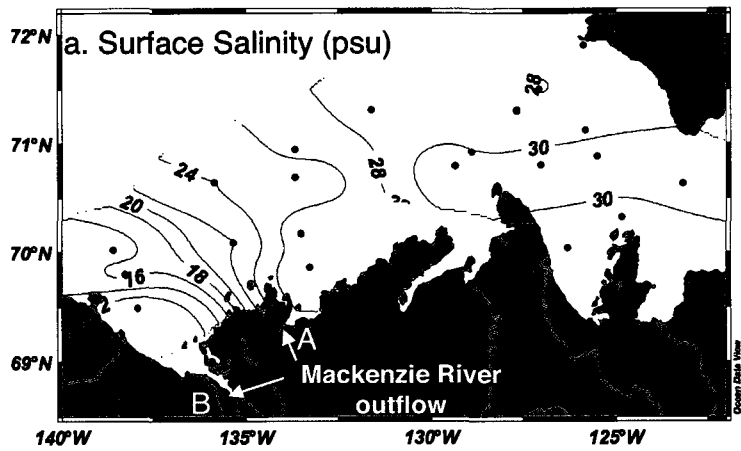 72°N
a. Surface Salinity (psu)
28
71°N
30
24
28
20
30
70°N
16
18
2
A
69°N
Mackenzie River
outflow
B
140°W
135°W
130°W
125°W
Ocean Data View